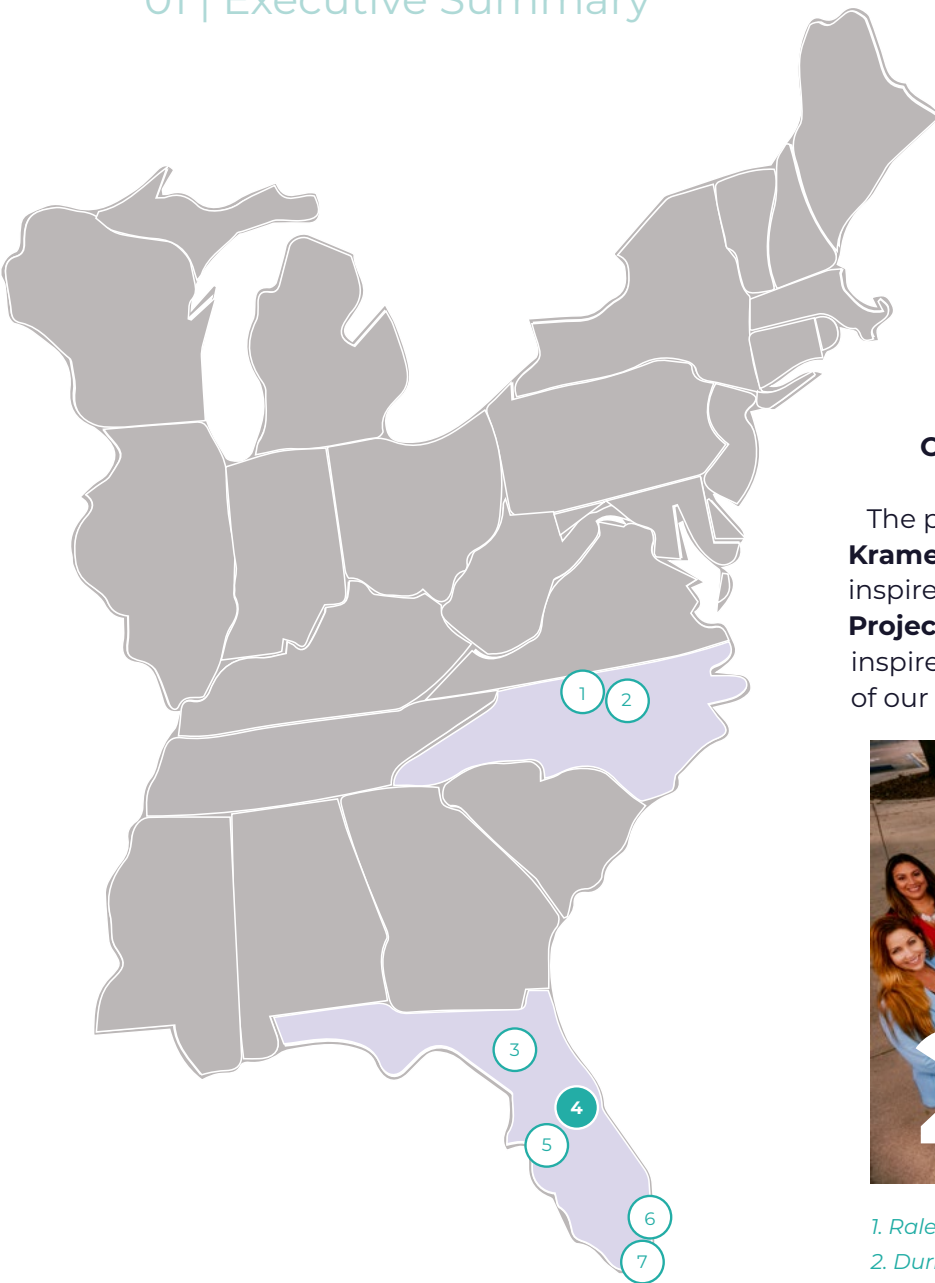 01 | Executive Summary
The p
Krame
inspire
Projec
inspire
of our
1
2
3
4
5
6
7
1. Rale
2. Dur